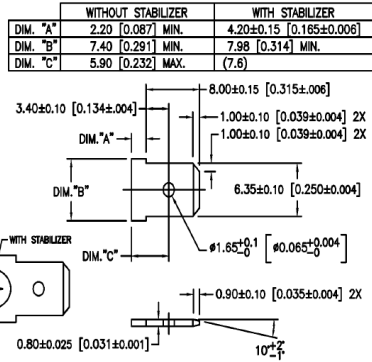 WITHOUT STABILIZER WITH STABILIZER
DIM. "A" 2.20 [0.087] MIN. 4.20±0.15 [0.165±0.006]
DIM. "B" 7.40 [0.291] MIN. 7.98 [0.314] MIN.
DIM. "C" 5.90 [0.232] MAX. (7.6)
8.00±0.15 [0.315±.006]
3.40±0.10 [0.134±.004]
1.00±0.10 [0.039±0.004] 2X
1.00±0.10 [0.039±0.004] 2X
DIM."A"
DIM."B"
6.35±0.10 [0.250±0.004]
WITH STABILIZER
DIM."C"
ø1.65+0.1 -0 [ø0.065+0.004 -0]
0.90±0.10 [0.035±0.004] 2X
0.80±0.025 [0.031±0.001]
10°+2° -1°